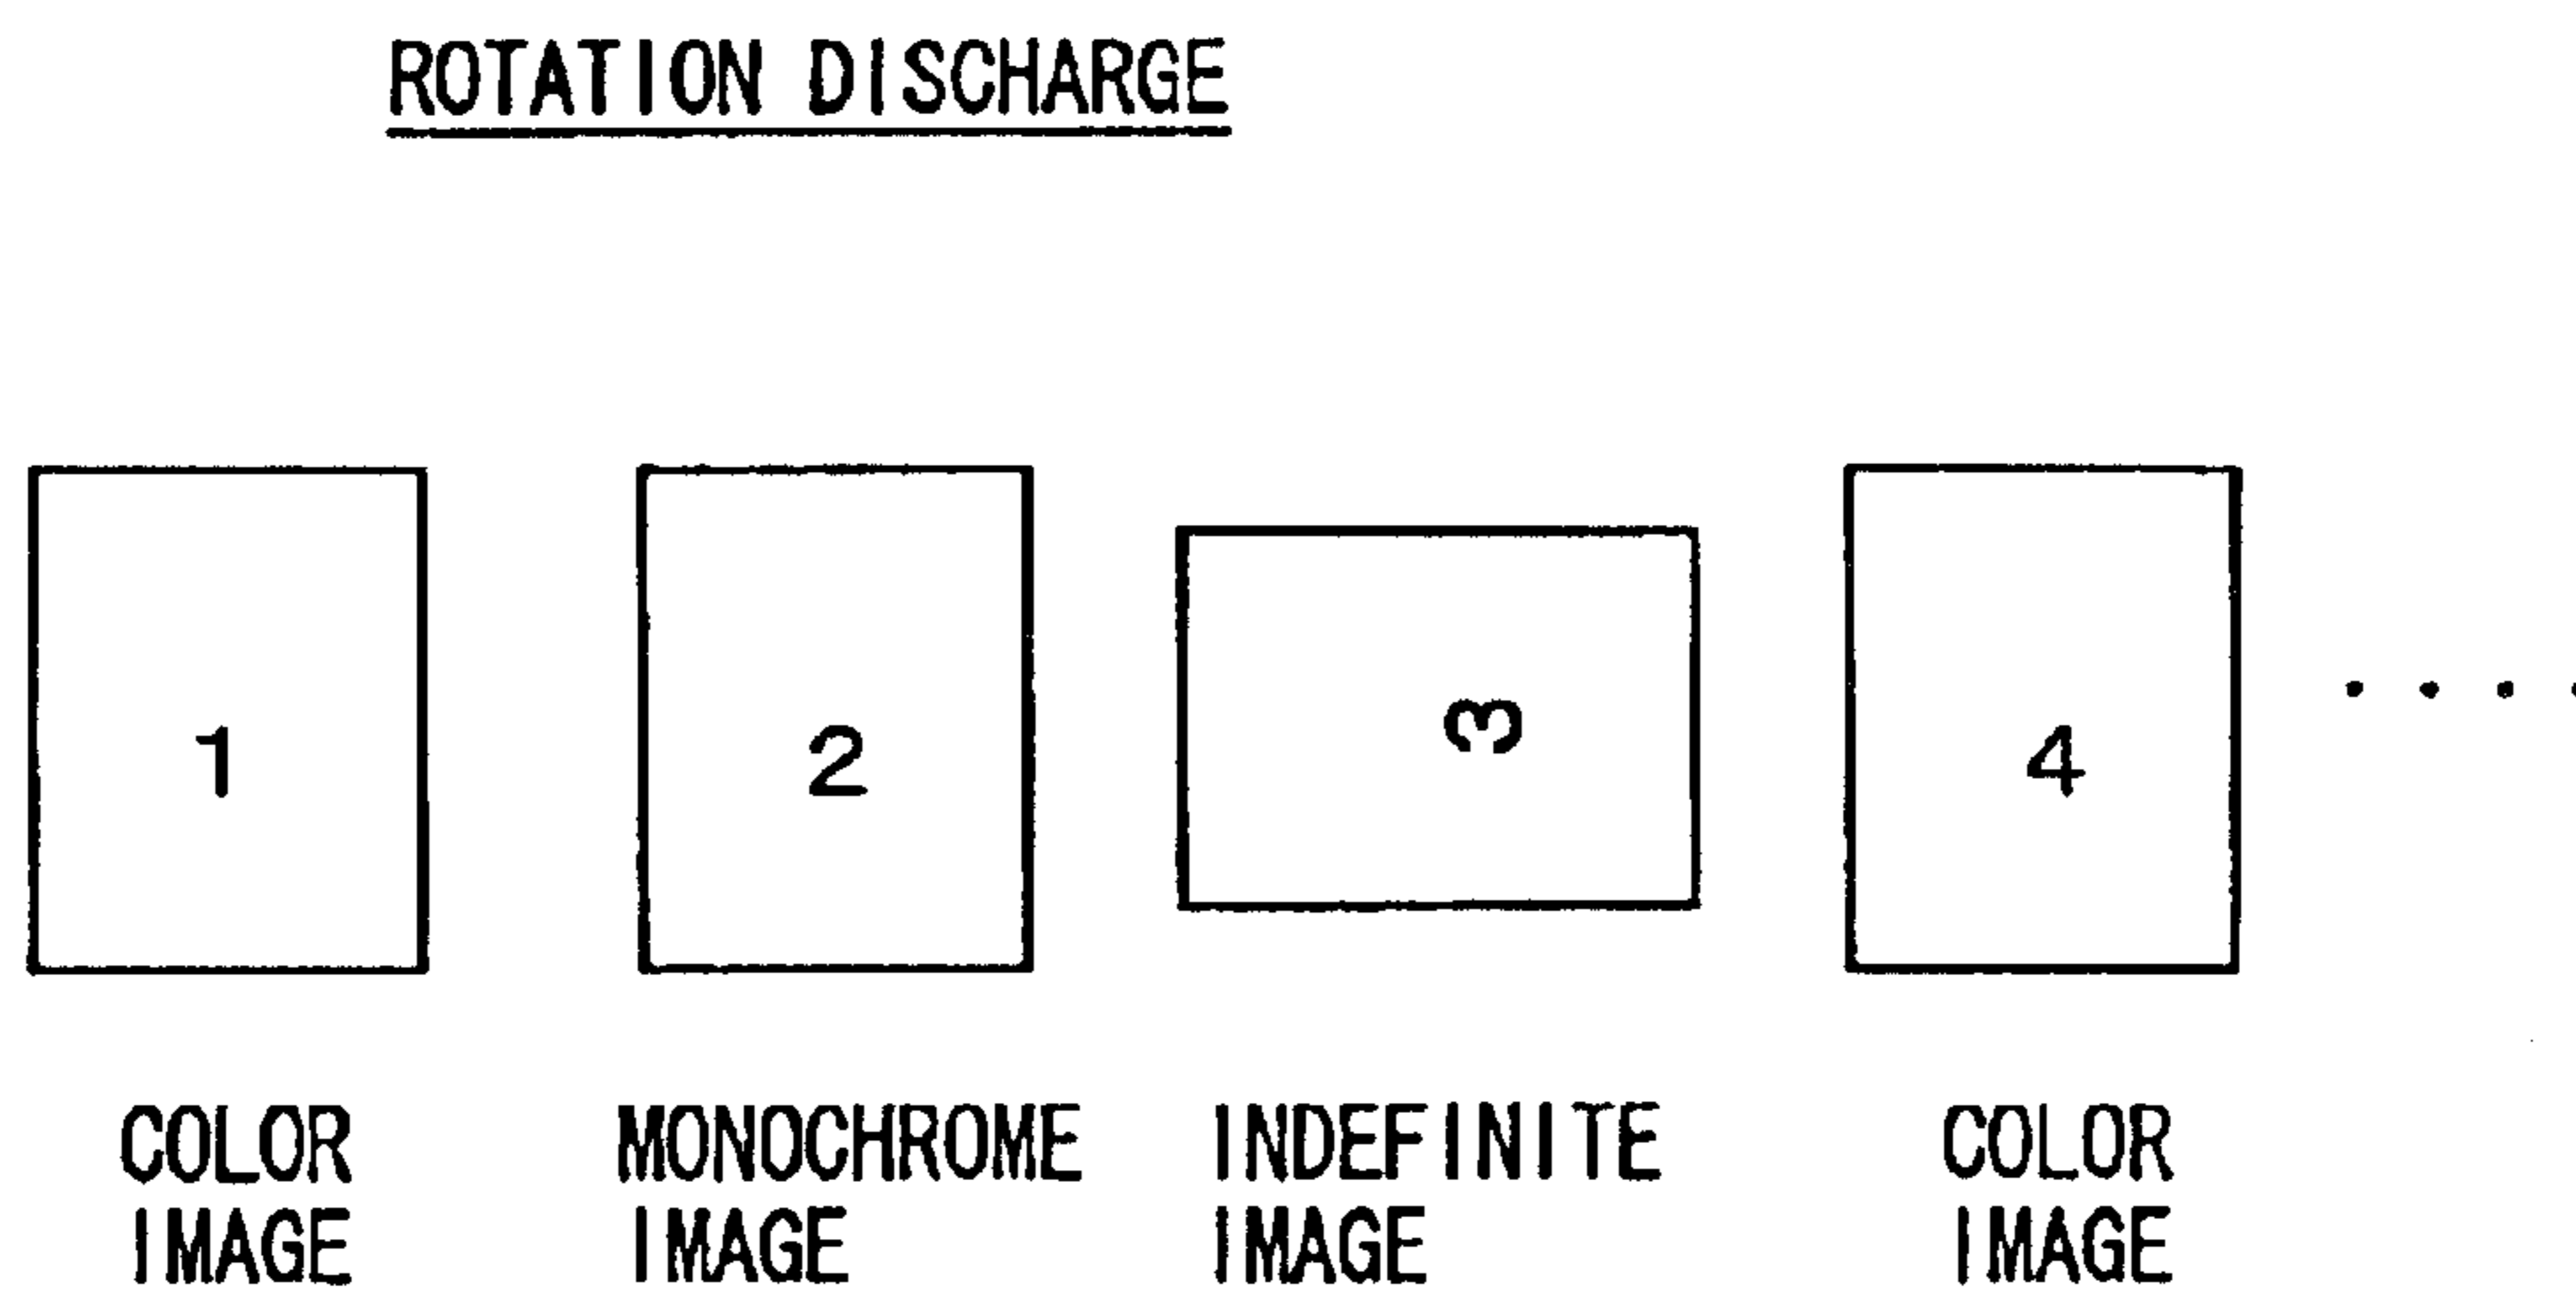 ROTATION DISCHARGE
1 2 3 4 . . . .
COLOR IMAGE
MONOCHROME IMAGE
INDEFINITE IMAGE
COLOR IMAGE